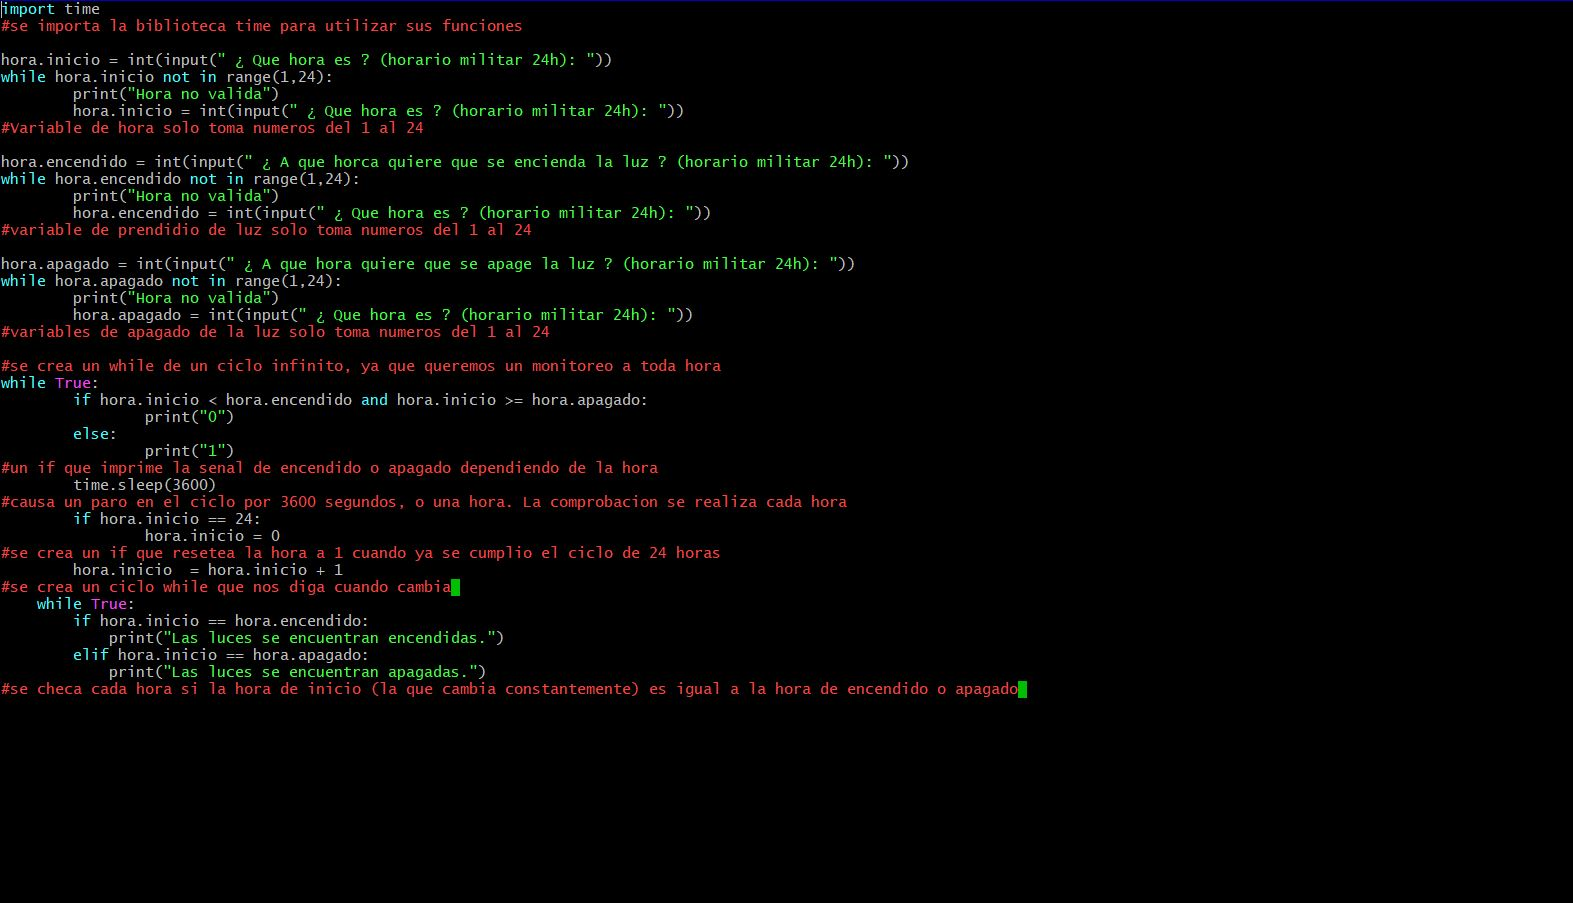 import time
#se importa la biblioteca time para utilizar sus funciones

hora.inicio = int(input(" ¿ Que hora es ? (horario militar 24h): "))
while hora.inicio not in range(1,24):
        print("Hora no valida")
        hora.inicio = int(input(" ¿ Que hora es ? (horario militar 24h): "))
#Variable de hora solo toma numeros del 1 al 24

hora.encendido = int(input(" ¿ A que horca quiere que se encienda la luz ? (horario militar 24h): "))
while hora.encendido not in range(1,24):
        print("Hora no valida")
        hora.encendido = int(input(" ¿ Que hora es ? (horario militar 24h): "))
#variable de prendidio de luz solo toma numeros del 1 al 24

hora.apagado = int(input(" ¿ A que hora quiere que se apage la luz ? (horario militar 24h): "))
while hora.apagado not in range(1,24):
        print("Hora no valida")
        hora.apagado = int(input(" ¿ Que hora es ? (horario militar 24h): "))
#variables de apagado de la luz solo toma numeros del 1 al 24

#se crea un while de un ciclo infinito, ya que queremos un monitoreo a toda hora
while True:
        if hora.inicio < hora.encendido and hora.inicio >= hora.apagado:
                print("0")
        else:
                print("1")
#un if que imprime la senal de encendido o apagado dependiendo de la hora
        time.sleep(3600)
#causa un paro en el ciclo por 3600 segundos, o una hora. La comprobacion se realiza cada hora
        if hora.inicio == 24:
                hora.inicio = 0
#se crea un if que resetea la hora a 1 cuando ya se cumplio el ciclo de 24 horas
        hora.inicio  = hora.inicio + 1
#se crea un ciclo while que nos diga cuando cambia
    while True:
        if hora.inicio == hora.encendido:
            print("Las luces se encuentran encendidas.")
        elif hora.inicio == hora.apagado:
            print("Las luces se encuentran apagadas.")
#se checa cada hora si la hora de inicio (la que cambia constantemente) es igual a la hora de encendido o apagado